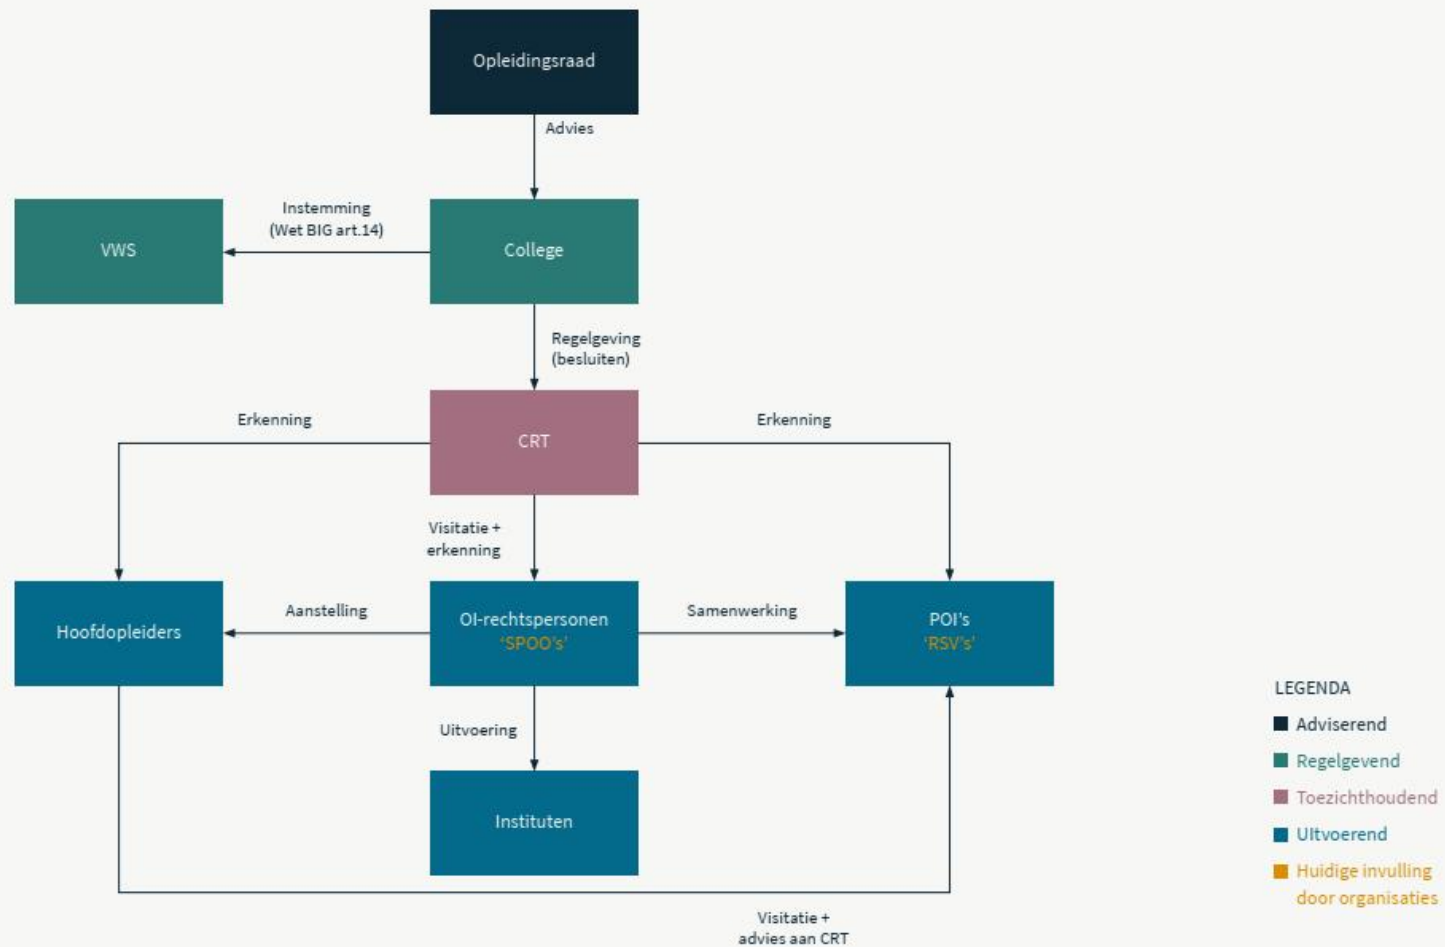 Opleidingsraad
Advies
VWS
Instemming
(Wet BIG art.14)
College
Regelgeving
(besluiten)
Erkenning
CRT
Erkenning
Visitatie +
erkenning
Hoofdopleiders
Aanstelling
OI-rechtspersonen
‘SPOO’s’
Samenwerking
POI’s
‘RSV’s’
Uitvoering
Instituten
Visitatie +
advies aan CRT
LEGENDA
Adviserend
Regelgevend
Toezichthoudend
UItvoerend
Huidige invulling
door organisaties